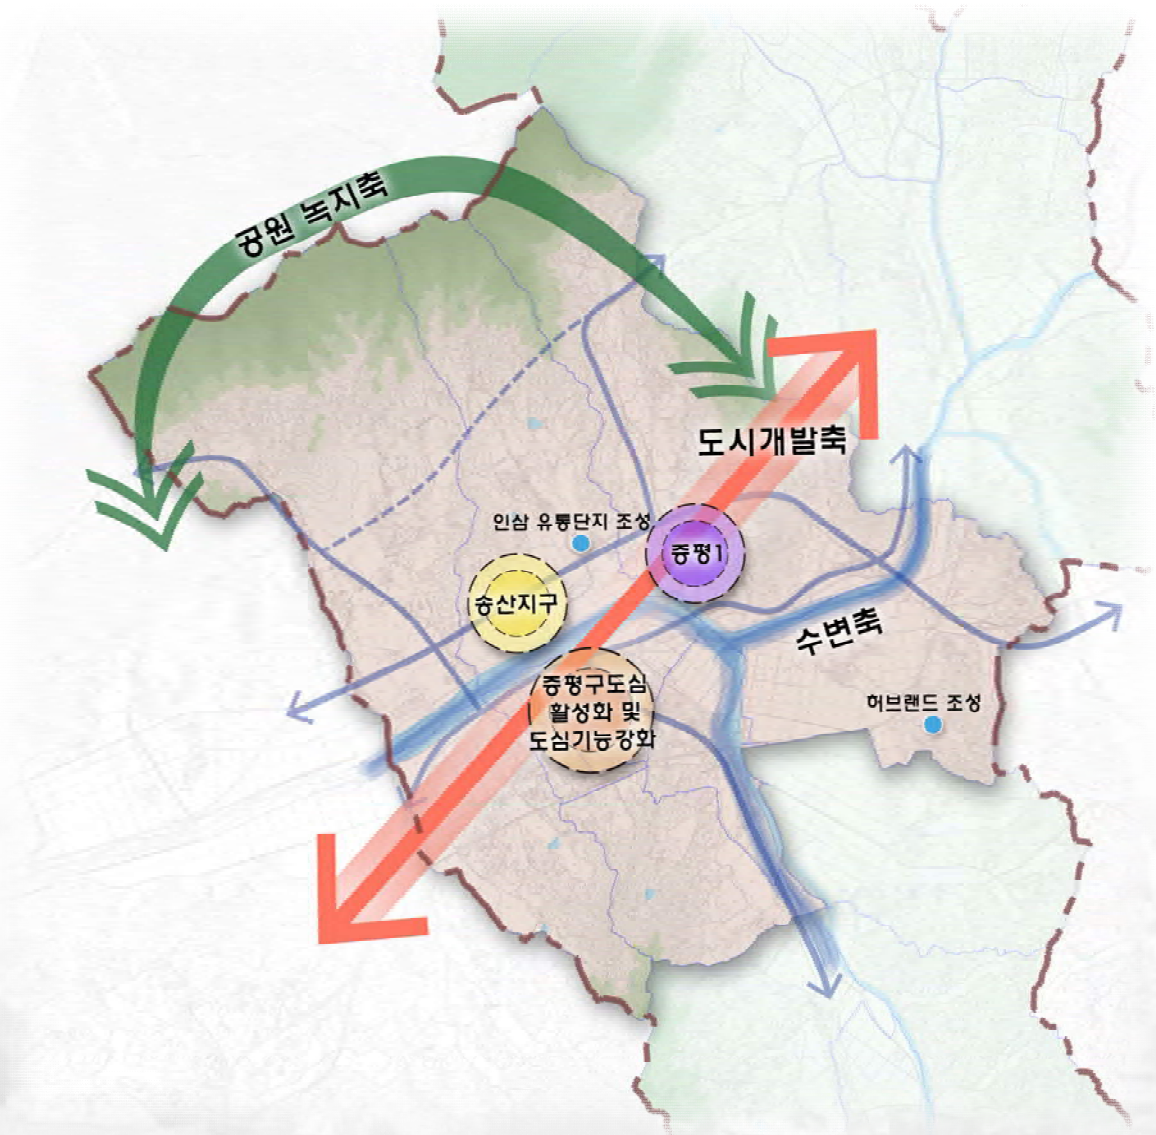 공원 녹지축
도시개발축
인삼 유통단지 조성
증평1
송산지구
수변축
증평구도심
활성화 및
도심기능강화
허브랜드 조성